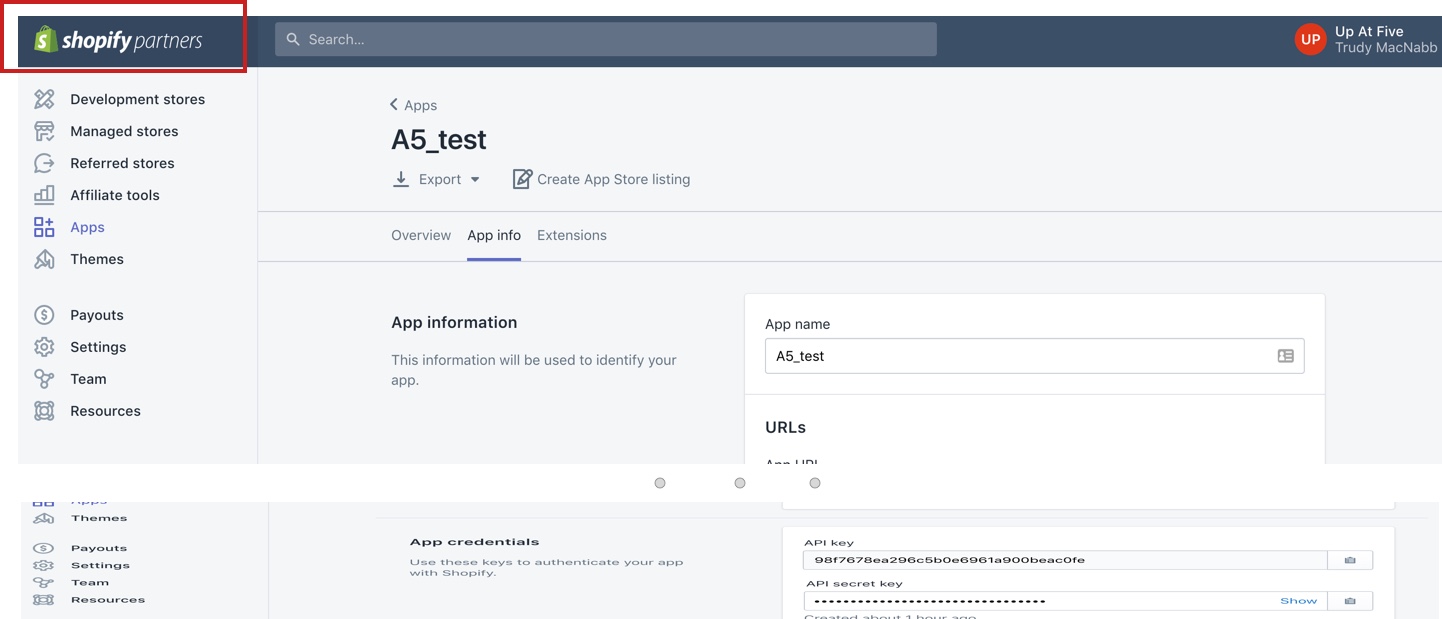 shopify partners
Search...
UP
Up At Five
Trudy MacNabb
Development stores
Managed stores
Referred stores
Affiliate tools
Apps
Themes
Payouts
Settings
Team
Resources
Apps
A5_test
Export
Create App Store listing
Overview
App info
Extensions
App information
This information will be used to identify your
app.
App name
A5_test
URLs
App URL
Apps
Themes
Payouts
Settings
Team
Resources
App credentials
Use these keys to authenticate your app
with Shopify.
API key
98f7678ea296c5b0e6961a900beac0fe
API secret key
Show
Created about 1 hour ago